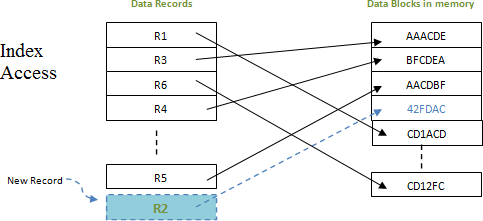 Data Records
Data Blocks in memory
Index
Access
R1
R3
R6
R4
R5
New Record
R2
AAACDE
BFCDEA
AACDBF
42FDAC
CD1ACD
CD12FC